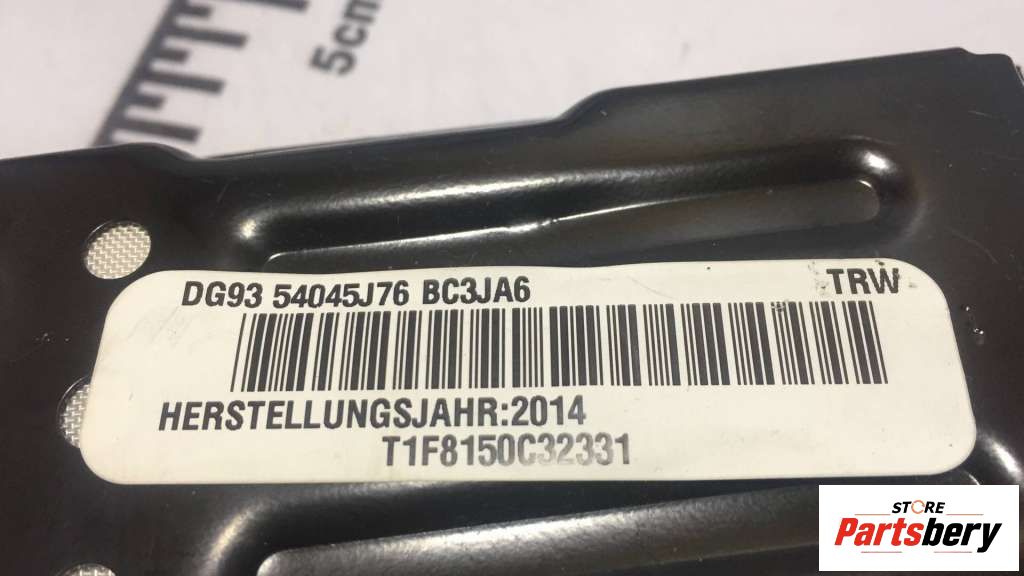 5cm
DG93 54045J76 BC3JA6 TRW
HERSTELLUNGSJAHR:2014
T1F8150C32331
STORE
Partsbery